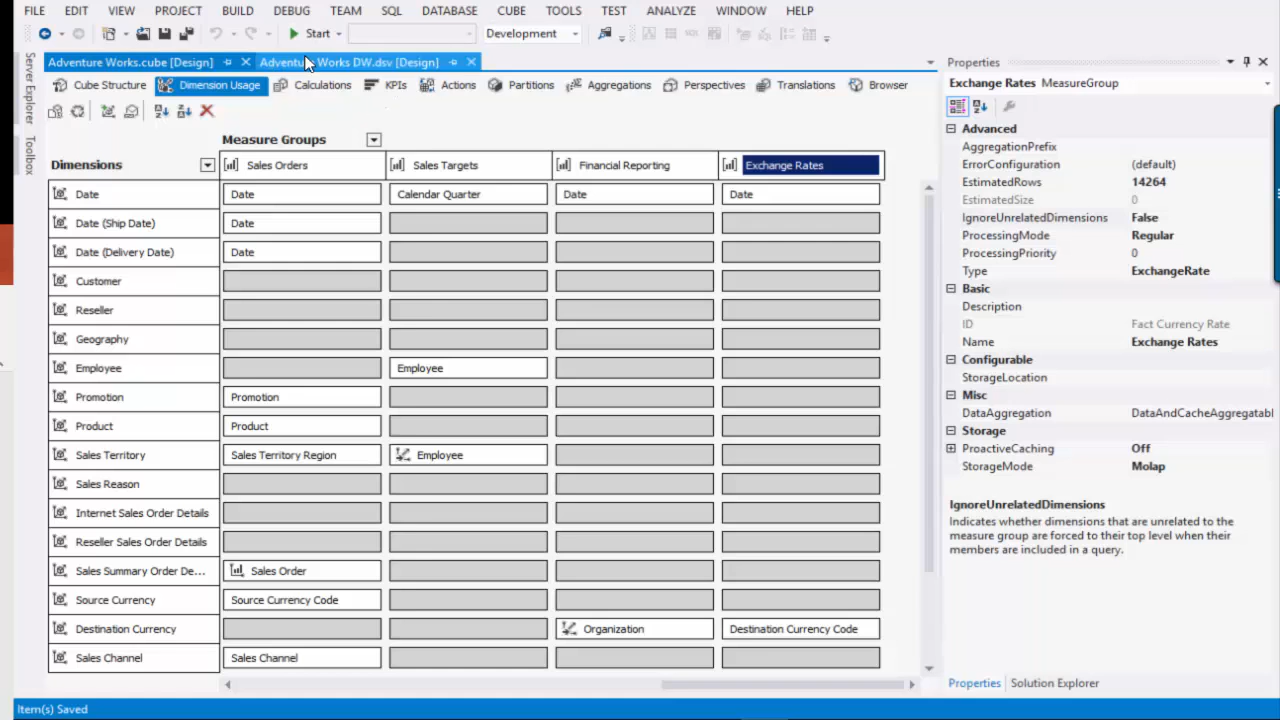 FILE EDIT VIEW PROJECT BUILD DEBUG TEAM SQL DATABASE CUBE TOOLS TEST ANALYZE WINDOW HELP
Start Development
Server Explorer
Toolbox
Adventure Works.cube [Design] Adventure Works DW.dsv [Design]
Cube Structure Dimension Usage Calculations KPIs Actions Partitions Aggregations Perspectives Translations Browser
Measure Groups
Dimensions Sales Orders Sales Targets Financial Reporting Exchange Rates
Date Date Calendar Quarter Date Date
Date (Ship Date) Date
Date (Delivery Date) Date
Customer
Reseller
Geography
Employee Employee
Promotion Promotion
Product Product
Sales Territory Sales Territory Region Employee
Sales Reason
Internet Sales Order Details
Reseller Sales Order Details
Sales Summary Order De... Sales Order
Source Currency Source Currency Code
Destination Currency Organization Destination Currency Code
Sales Channel Sales Channel
Properties
Exchange Rates MeasureGroup
Advanced
AggregationPrefix
ErrorConfiguration (default)
EstimatedRows 14264
EstimatedSize 0
IgnoreUnrelatedDimensions False
ProcessingMode Regular
ProcessingPriority 0
Type ExchangeRate
Basic
Description
ID Fact Currency Rate
Name Exchange Rates
Configurable
StorageLocation
Misc
DataAggregation DataAndCacheAggregatabl
Storage
ProactiveCaching Off
StorageMode Molap
IgnoreUnrelatedDimensions
Indicates whether dimensions that are unrelated to the
measure group are forced to their top level when their
members are included in a query.
Properties Solution Explorer
Item(s) Saved